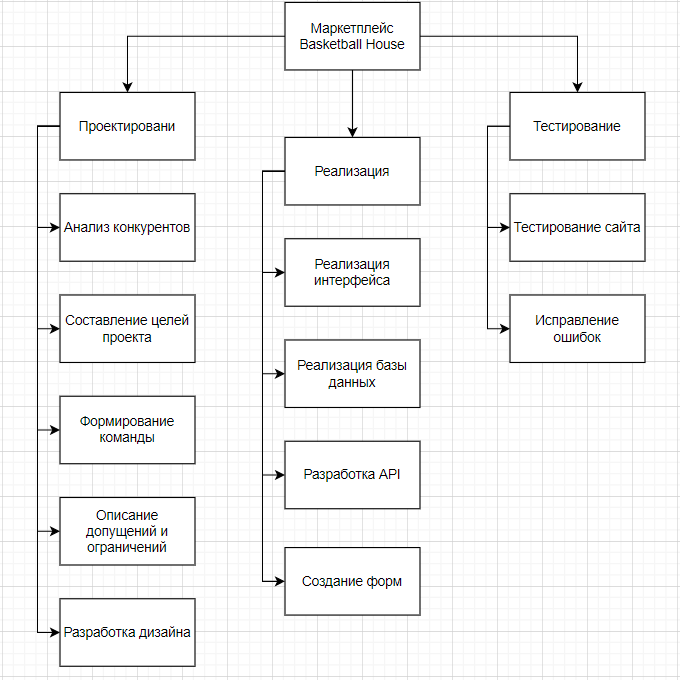 Маркетплейс
Basketball House
Проектировани
Анализ конкурентов
Составление целей
проекта
Формирование
команды
Описание
допущений и
ограничений
Разработка дизайна
Реализация
Реализация
интерфейса
Реализация базы
данных
Разработка API
Создание форм
Тестирование
Тестирование сайта
Исправление
ошибок